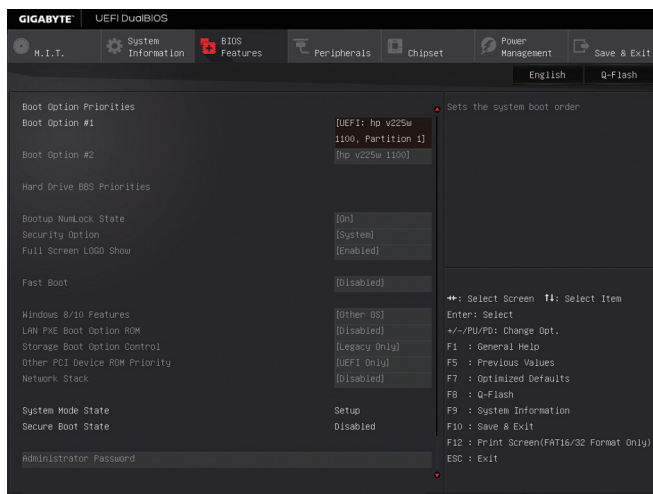 GIGABYTE™ UEFI DualBIOS
M.I.T.
System Information
BIOS Features
Peripherals
Chipset
Power Management
Save & Exit
English Q-Flash
Boot Option Priorities
Boot Option #1 [UEFI: hp v225w
1100, Partition 1]
Boot Option #2 [hp v225w 1100]
Hard Drive BBS Priorities
Bootup NumLock State [On]
Security Option [System]
Full Screen LOGO Show [Enabled]
Fast Boot [Disabled]
Windows 8/10 Features [Other OS]
LAN PXE Boot Option ROM [Disabled]
Storage Boot Option Control [Legacy Only]
Other PCI Device ROM Priority [UEFI Only]
Network Stack [Disabled]
System Mode State Setup
Secure Boot State Disabled
Administrator Password
Sets the system boot order
→←: Select Screen ↑↓: Select Item
Enter: Select
+/-/PU/PD: Change Opt.
F1 : General Help
F5 : Previous Values
F7 : Optimized Defaults
F8 : Q-Flash
F9 : System Information
F10 : Save & Exit
F12 : Print Screen(FAT16/32 Format Only)
ESC : Exit